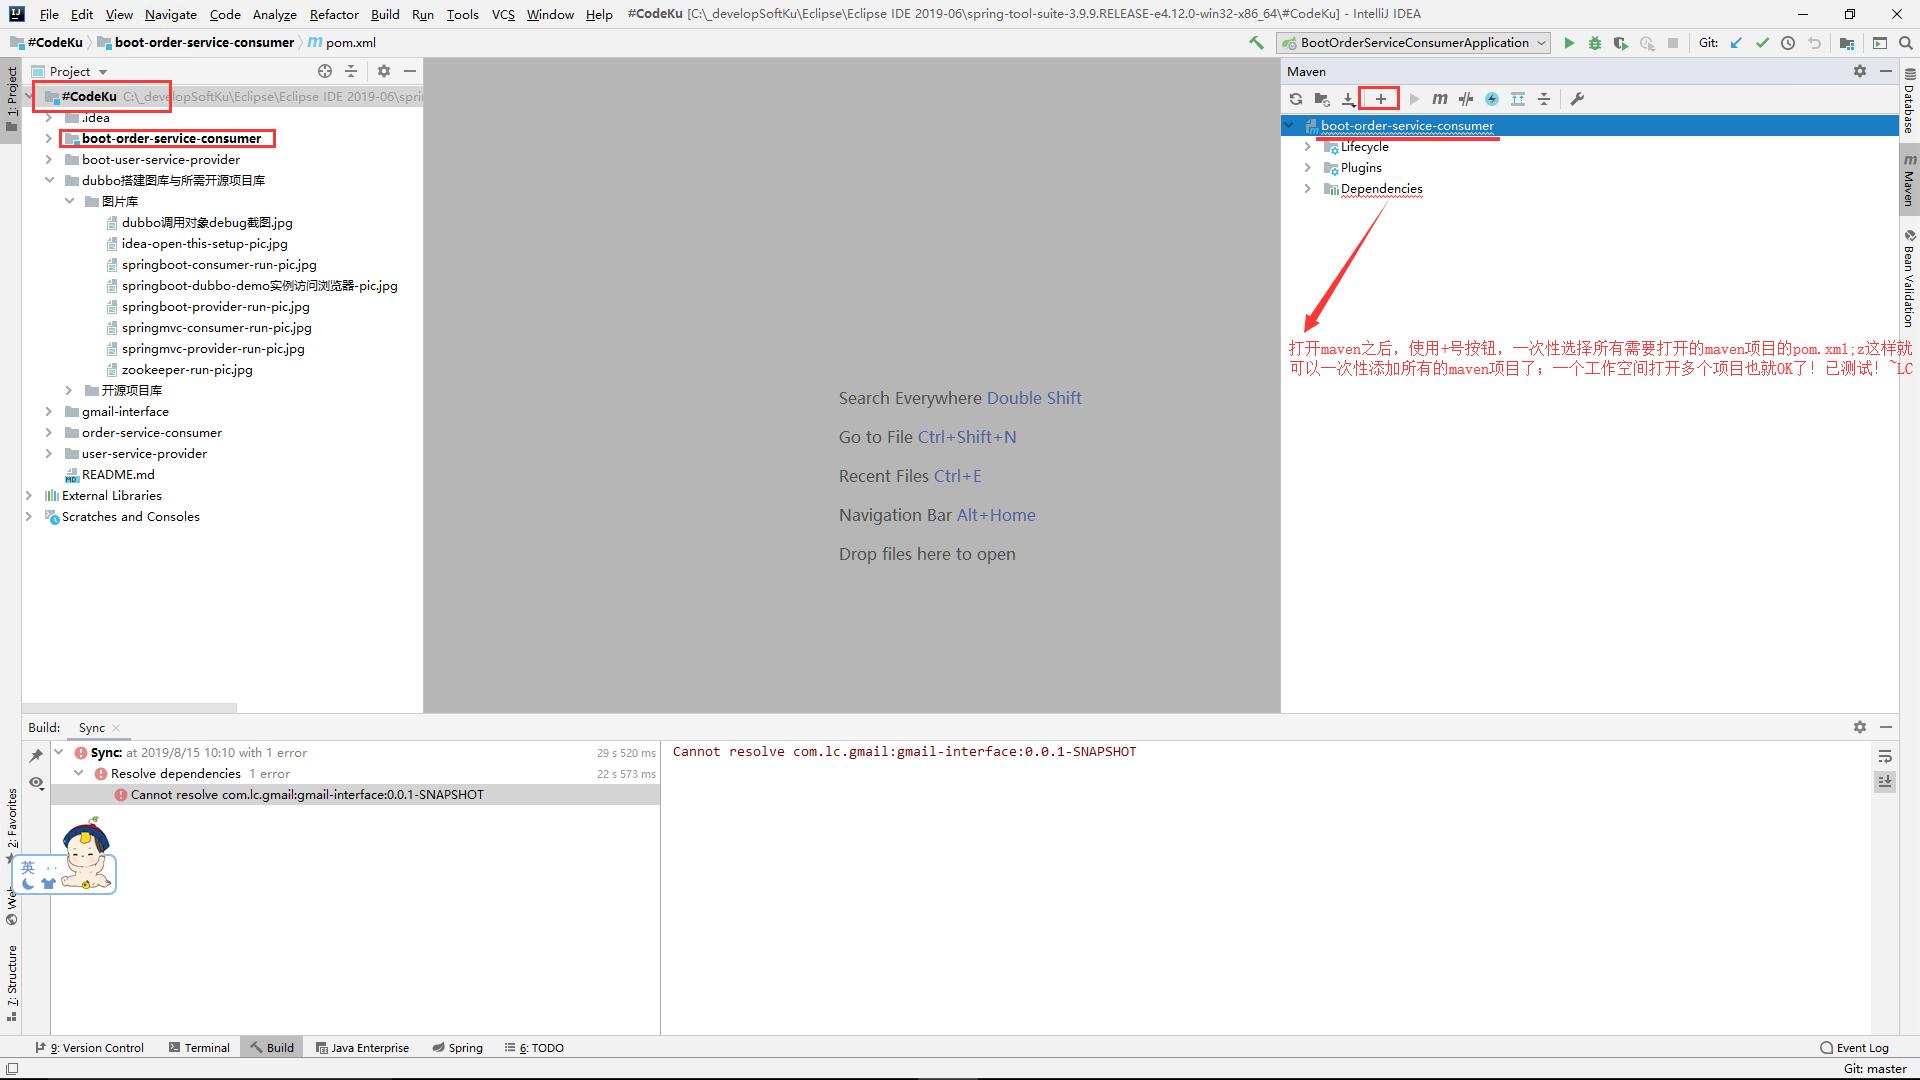 File Edit View Navigate Code Analyze Refactor Build Run Tools VCS Window Help #CodeKu [C:\_developSoftKu\Eclipse\Eclipse IDE 2019-06\spring-tool-suite-3.9.9.RELEASE-e4.12.0-win32-x86_64\#CodeKu] - IntelliJ IDEA
#CodeKu boot-order-service-consumer pom.xml BootOrderServiceConsumerApplication Git:
1: Project
Project
#CodeKu C:\_developSoftKu\Eclipse\Eclipse IDE 2019-06\spri
.idea
boot-order-service-consumer
boot-user-service-provider
dubbo搭建图库与所需开源项目库
图片库
dubbo调用对象debug截图.jpg
idea-open-this-setup-pic.jpg
springboot-consumer-run-pic.jpg
springboot-dubbo-demo实例访问浏览器-pic.jpg
springboot-provider-run-pic.jpg
springmvc-consumer-run-pic.jpg
springmvc-provider-run-pic.jpg
zookeeper-run-pic.jpg
开源项目库
gmail-interface
order-service-consumer
user-service-provider
README.md
External Libraries
Scratches and Consoles
Search Everywhere Double Shift
Go to File Ctrl+Shift+N
Recent Files Ctrl+E
Navigation Bar Alt+Home
Drop files here to open
Maven
boot-order-service-consumer
Lifecycle
Plugins
Dependencies
打开maven之后，使用+号按钮，一次性选择所有需要打开的maven项目的pom.xml;z这样就
可以一次性添加所有的maven项目了；一个工作空间打开多个项目也就OK了！已测试！~LC
Database
Maven
Bean Validation
Build: Sync
Sync: at 2019/8/15 10:10 with 1 error 29 s 520 ms
Resolve dependencies 1 error 22 s 573 ms
Cannot resolve com.lc.gmail:gmail-interface:0.0.1-SNAPSHOT
Cannot resolve com.lc.gmail:gmail-interface:0.0.1-SNAPSHOT
2: Favorites
英
7: Structure
9: Version Control Terminal Build Java Enterprise Spring 6: TODO Event Log
Git: master